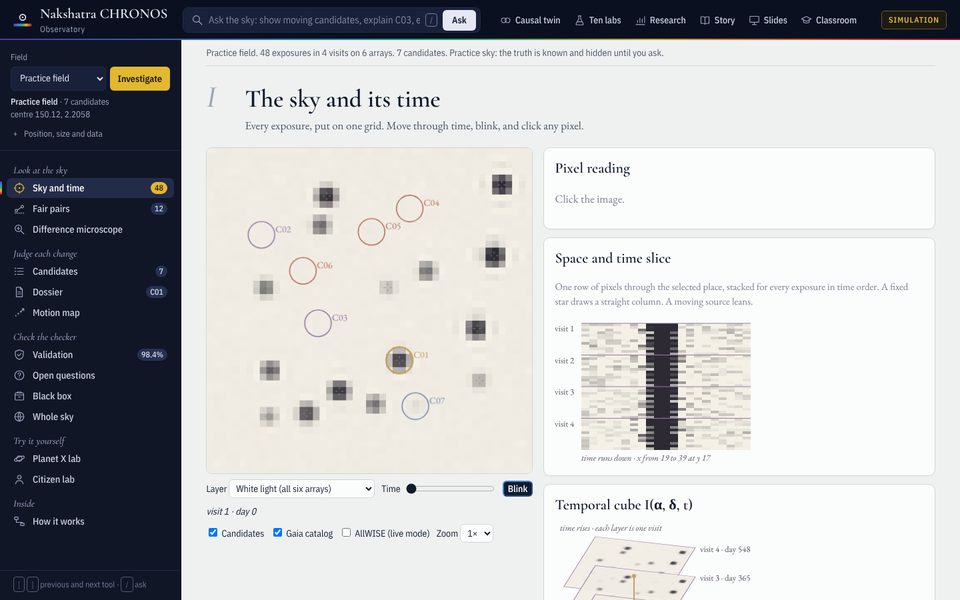 Nakshatra CHRONOS
Observatory
Ask the sky: show moving candidates, explain C03, e
/
Ask
Causal twin
Ten labs
Research
Story
Slides
Classroom
SIMULATION
Field
Practice field
Investigate
Practice field · 7 candidates
centre 150.12, 2.2058
+ Position, size and data
Look at the sky
Sky and time 48
Fair pairs 12
Difference microscope
Judge each change
Candidates 7
Dossier C01
Motion map
Check the checker
Validation 98.4%
Open questions
Black box
Whole sky
Try it yourself
Planet X lab
Citizen lab
Inside
How it works
[ ] previous and next tool · / ask
Practice field. 48 exposures in 4 visits on 6 arrays. 7 candidates. Practice sky: the truth is known and hidden until you ask.
I The sky and its time
Every exposure, put on one grid. Move through time, blink, and click any pixel.
C04
C02
C05
C06
C03
C01
C07
Layer White light (all six arrays) Time Blink
visit 1 · day 0
Candidates Gaia catalog AllWISE (live mode) Zoom 1×
Pixel reading
Click the image.
Space and time slice
One row of pixels through the selected place, stacked for every exposure in time order. A fixed
star draws a straight column. A moving source leans.
visit 1
visit 2
visit 3
visit 4
time runs down · x from 19 to 39 at y 17
Temporal cube I(α, δ, t)
time rises · each layer is one visit
visit 4 · day 548
visit 3 · day 365